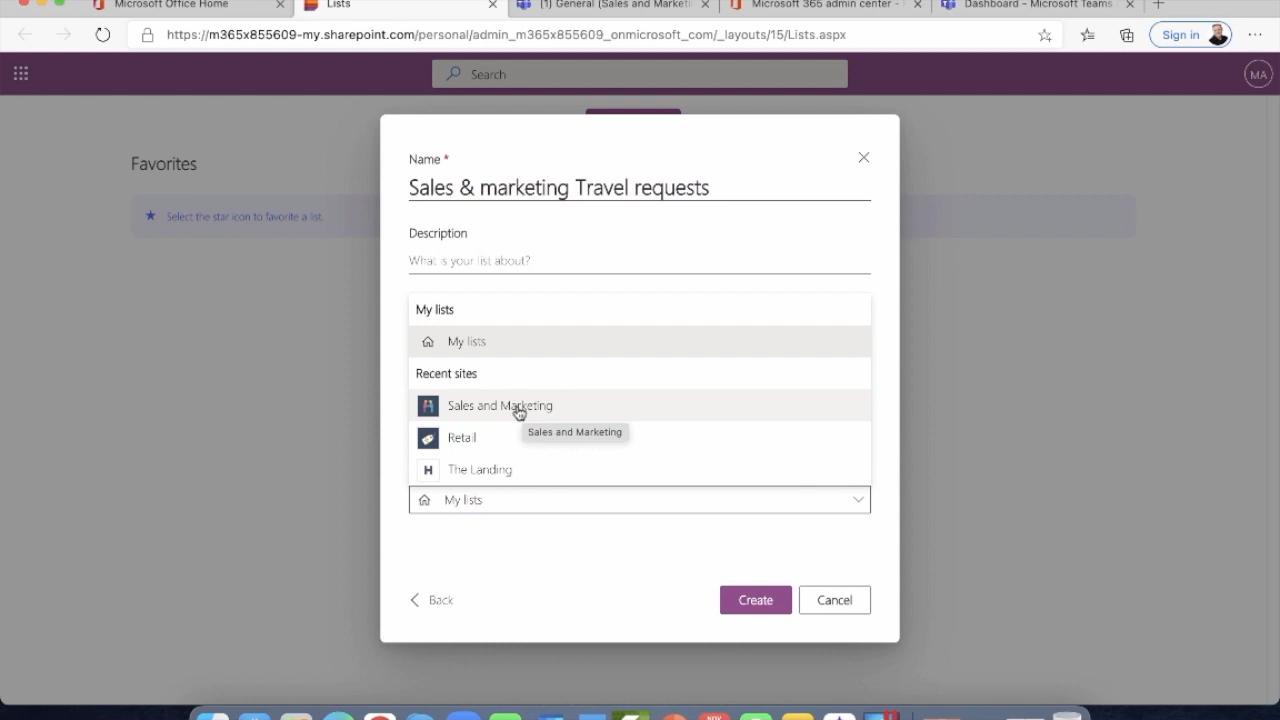 Microsoft Office Home
Lists
(1) General (Sales and Marketi
Microsoft 365 admin center -
Dashboard - Microsoft Teams
https://m365x855609-my.sharepoint.com/personal/admin_m365x855609_onmicrosoft_com/_layouts/15/Lists.aspx
Sign in
Search
MA
Favorites
Select the star icon to favorite a list.
Name *
Sales & marketing Travel requests
Description
What is your list about?
My lists
My lists
Recent sites
Sales and Marketing
Sales and Marketing
Retail
H The Landing
My lists
Back
Create
Cancel
NOV